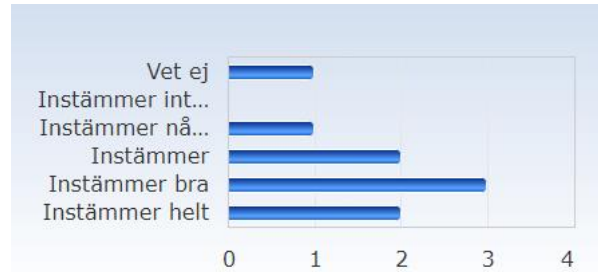 Vet ej
Instämmer int...
Instämmer nå...
Instämmer
Instämmer bra
Instämmer helt
0 1 2 3 4